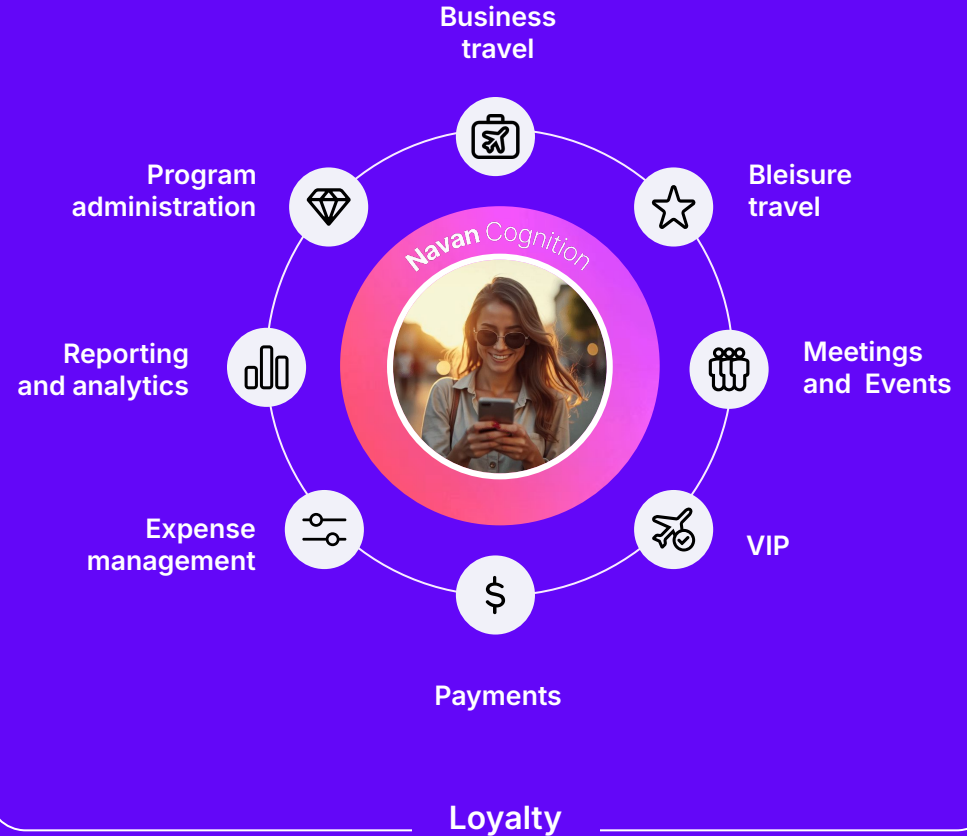 Business
travel
Program
administration
Bleisure
travel
Navan Cognition
Reporting
and analytics
Meetings
and Events
Expense
management
VIP
$
Payments
Loyalty